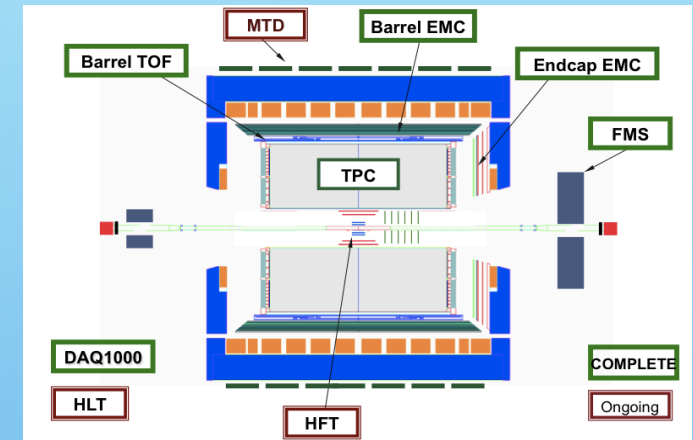 MTD
Barrel EMC
Barrel TOF
Endcap EMC
FMS
TPC
DAQ1000
COMPLETE
HLT
Ongoing
HFT